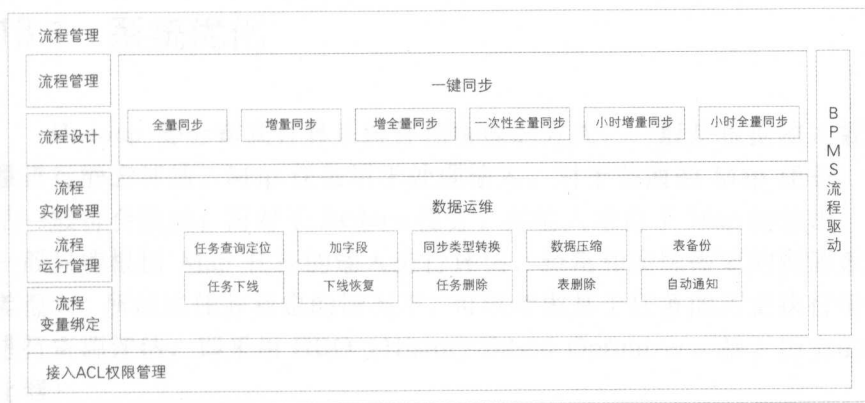 流程管理
流程管理
流程设计
流程
实例管理
流程
运行管理
流程
变量绑定
一键同步
全量同步
增量同步
增全量同步
一次性全量同步
小时增量同步
小时全量同步
数据运维
任务查询定位
加字段
同步类型转换
数据压缩
表备份
任务下线
下线恢复
任务删除
表删除
自动通知
B
P
M
S
流
程
驱
动
接入ACL权限管理